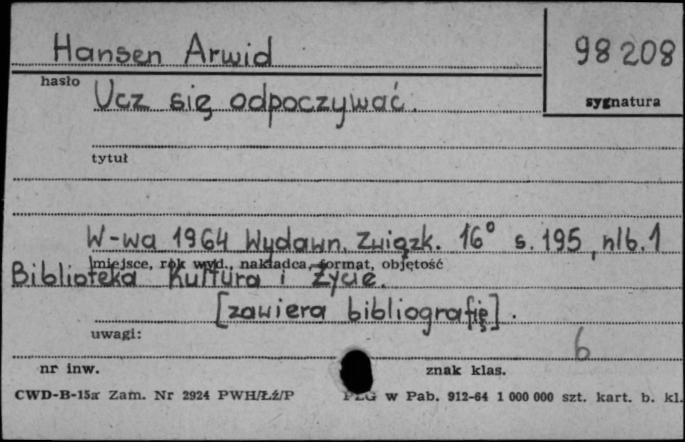 Hansen Arwid
98208
hasło
sygnatura
Ucz się odpoczywać.
tytuł
W-wa 1964 Wydawn. Związk. 16° s. 195, nlb. 1
miejsce, rok wyd., nakładca, format, objętość
Biblioteka Kultura i Życie.
[zawiera bibliografię].
uwagi:
6
nr inw.
znak klas.
CWD-B-15a Zam. Nr 2924 PWH/Łź/P
PZG w Pab. 912-64 1 000 000 szt. kart. b. kl.